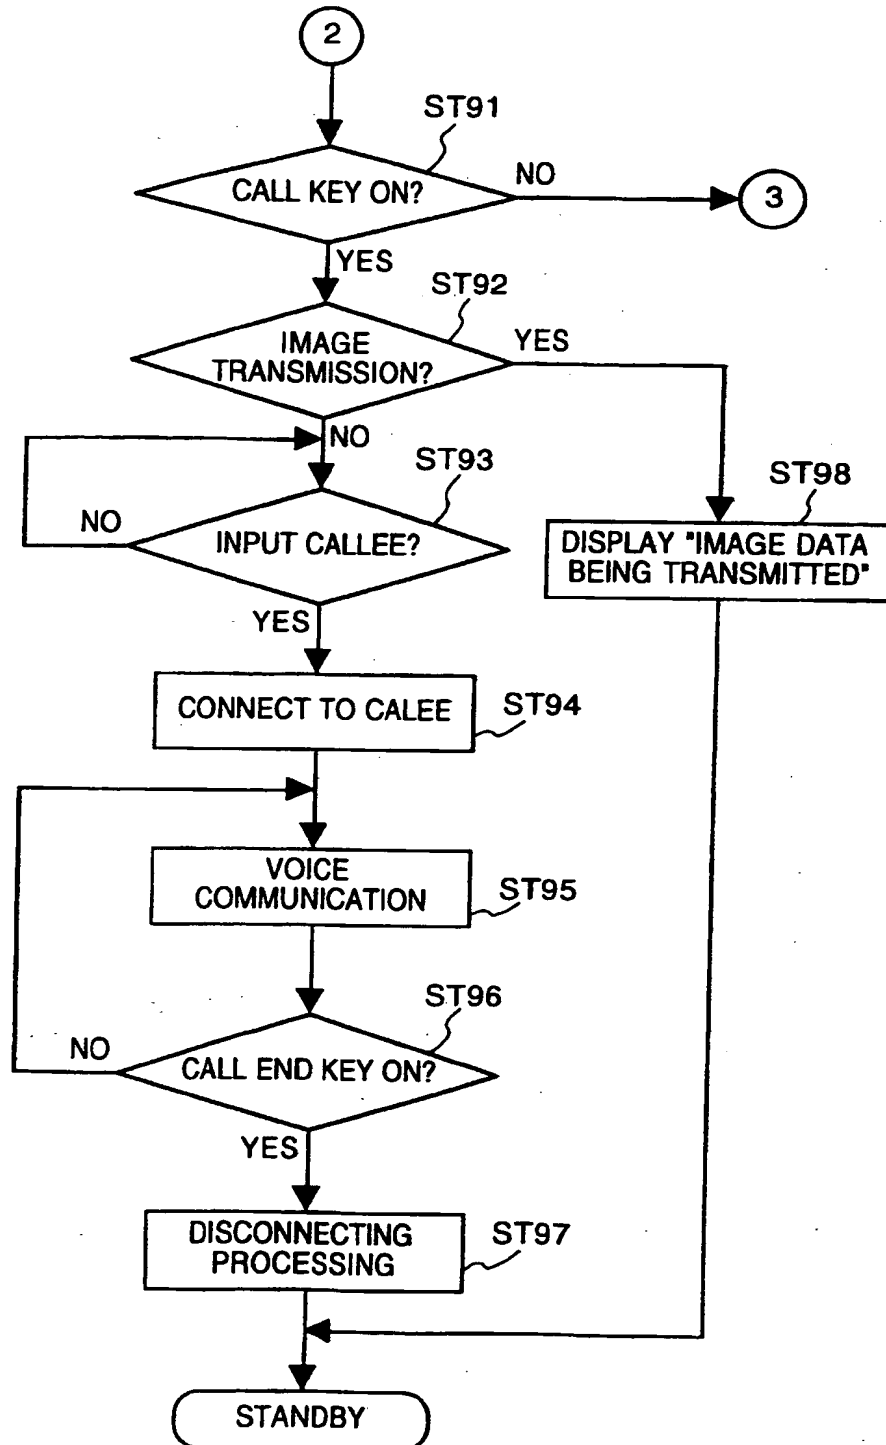 2
ST91
CALL KEY ON?
NO
3
YES
ST92
IMAGE
TRANSMISSION?
YES
NO
ST93
NO
INPUT CALLEE?
ST98
DISPLAY "IMAGE DATA
BEING TRANSMITTED"
YES
CONNECT TO CALEE
ST94
VOICE
COMMUNICATION
ST95
ST96
NO
CALL END KEY ON?
YES
DISCONNECTING
PROCESSING
ST97
STANDBY